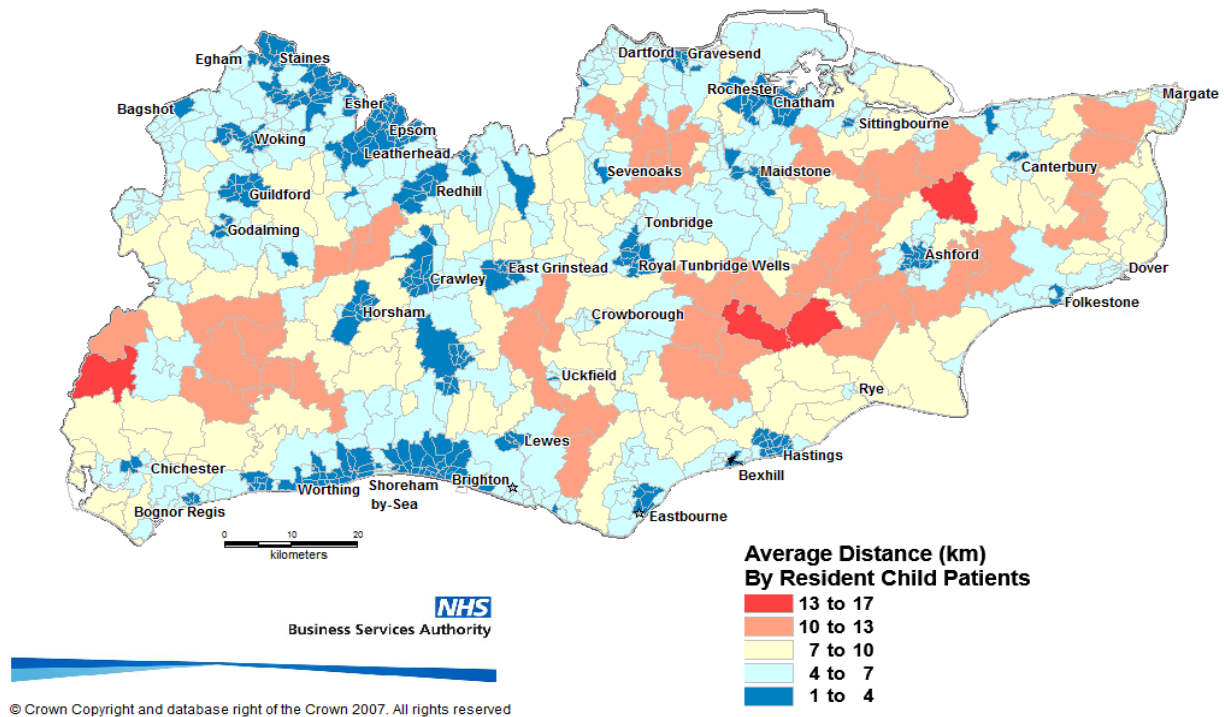 Dartford
Gravesend
Egham
Staines
Rochester
Margate
Bagshot
Esher
Chatham
Epsom
Sittingbourne
Woking
Leatherhead
Canterbury
Sevenoaks
Maidstone
Guildford
Redhill
Tonbridge
Godalming
Ashford
Royal Tunbridge Wells
East Grinstead
Dover
Crawley
Folkestone
Horsham
Crowborough
Uckfield
Rye
Lewes
Hastings
Chichester
Bexhill
Brighton
Shoreham
by-Sea
Worthing
Bognor Regis
Eastbourne
0 10 20
kilometers
Average Distance (km)
By Resident Child Patients
13 to 17
10 to 13
7 to 10
4 to 7
1 to 4
NHS
Business Services Authority
© Crown Copyright and database right of the Crown 2007. All rights reserved